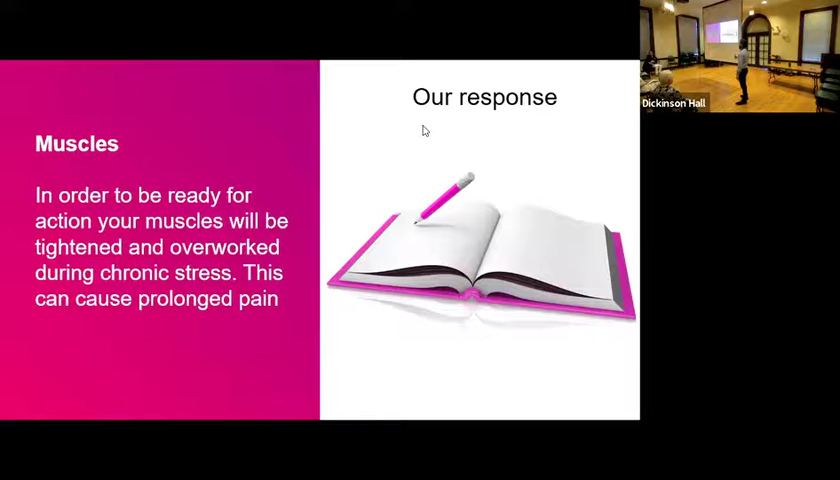 Muscles
In order to be ready for
action your muscles will be
tightened and overworked
during chronic stress. This
can cause prolonged pain
Our response
Dickinson Hall